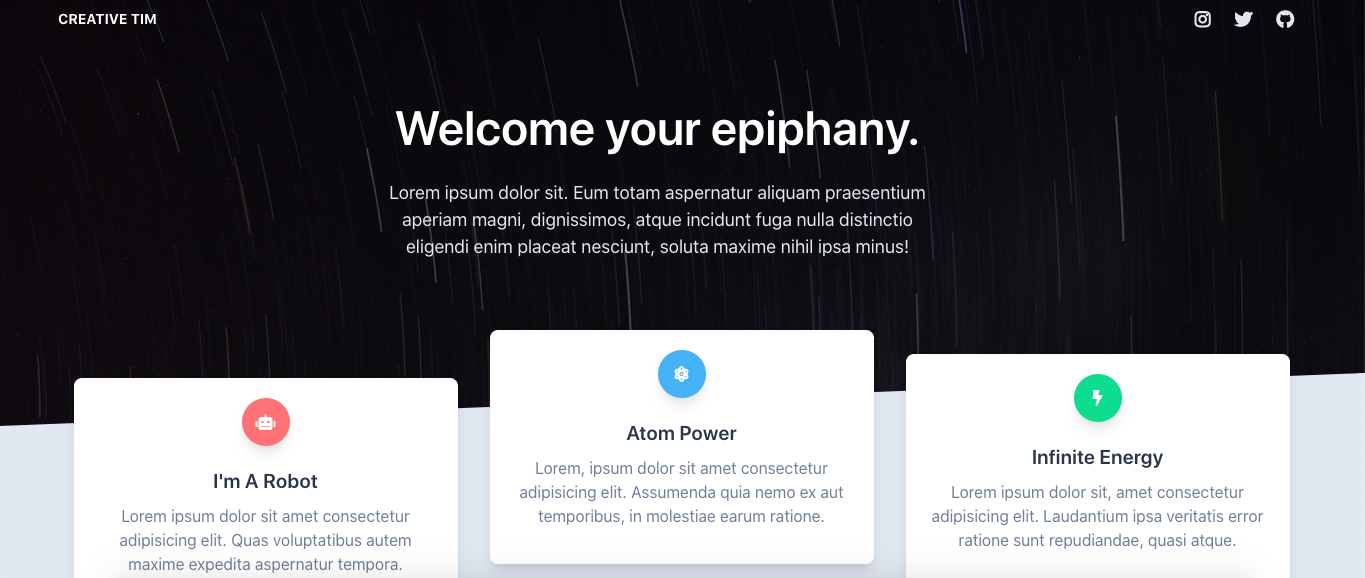 CREATIVE TIM
Welcome your epiphany.
Lorem ipsum dolor sit. Eum totam aspernatur aliquam praesentium
aperiam magni, dignissimos, atque incidunt fuga nulla distinctio
eligendi enim placeat nesciunt, soluta maxime nihil ipsa minus!
I'm A Robot
Lorem ipsum dolor sit amet consectetur
adipisicing elit. Quas voluptatibus autem
maxime expedita aspernatur tempora.
Atom Power
Lorem, ipsum dolor sit amet consectetur
adipisicing elit. Assumenda quia nemo ex aut
temporibus, in molestiae earum ratione.
Infinite Energy
Lorem ipsum dolor sit, amet consectetur
adipisicing elit. Laudantium ipsa veritatis error
ratione sunt repudiandae, quasi atque.